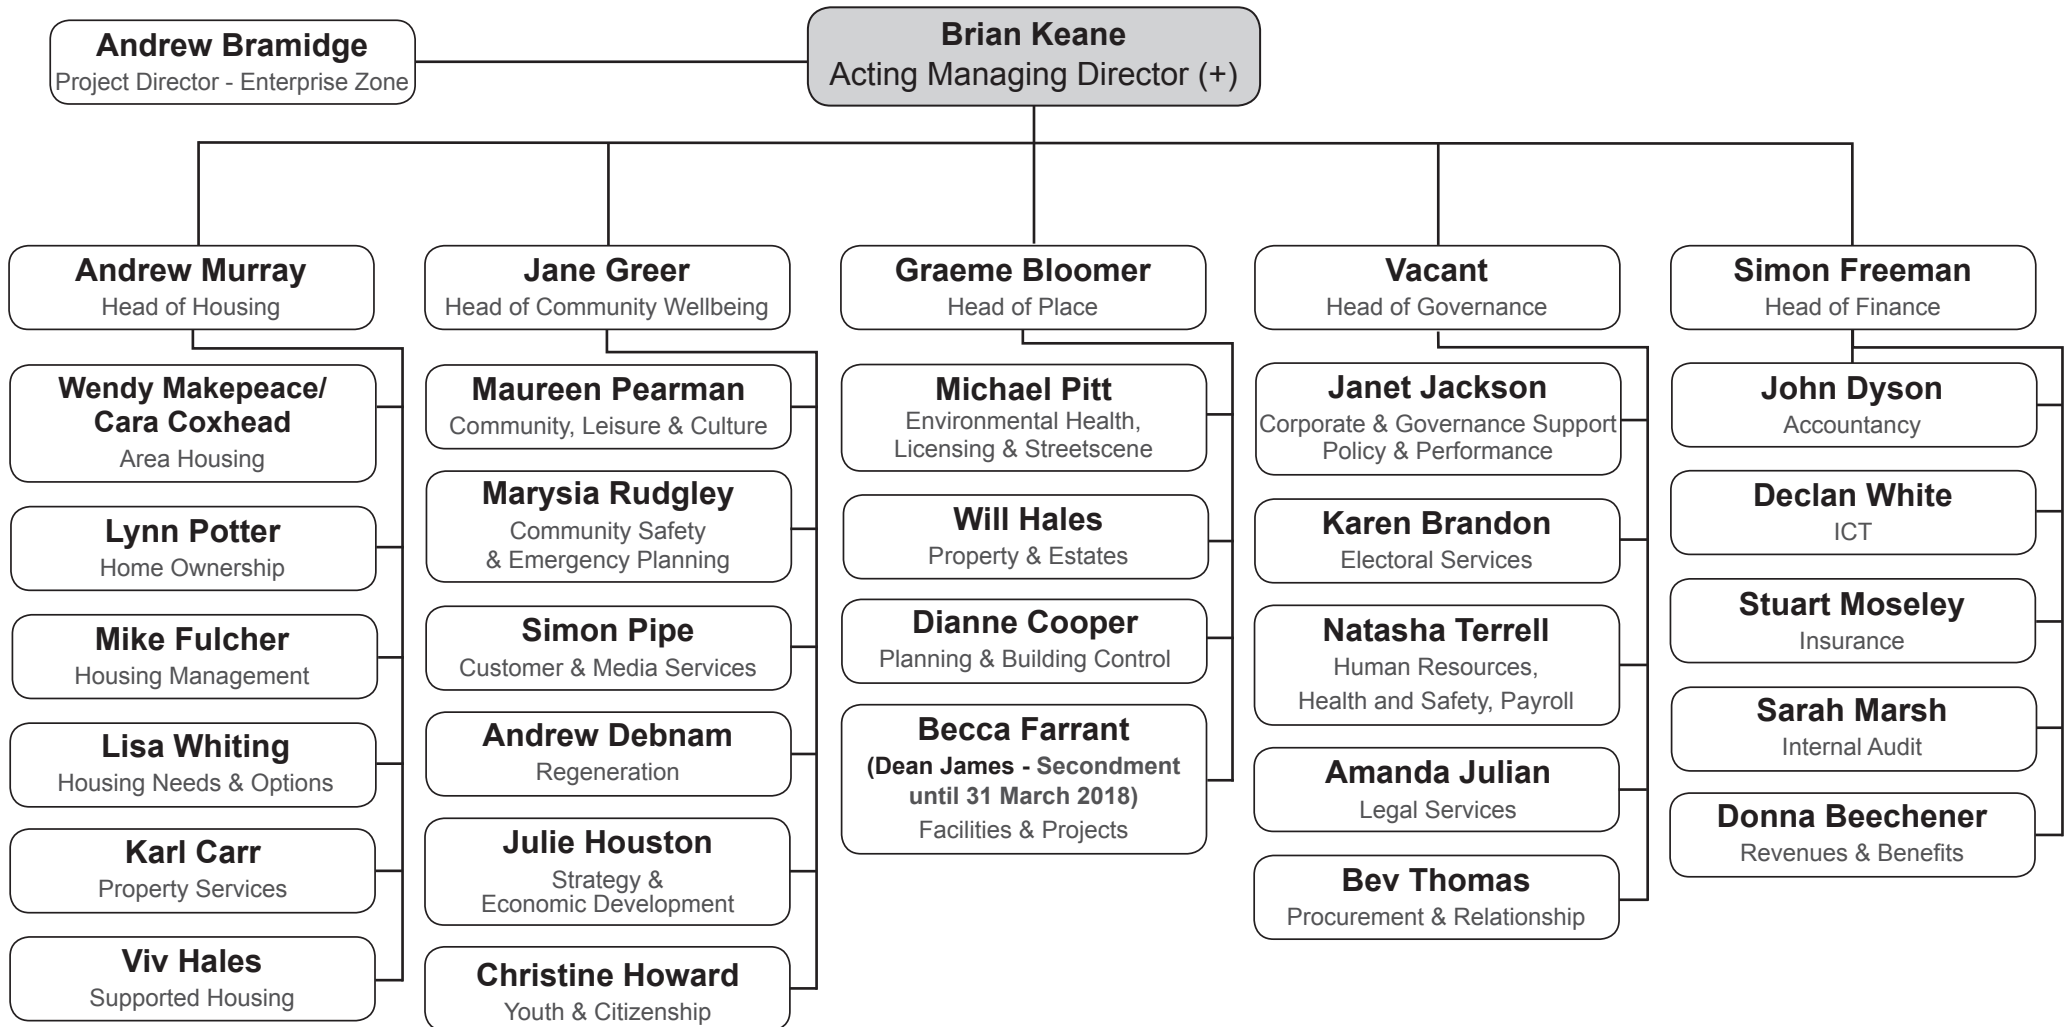 Andrew Bramidge
Project Director - Enterprise Zone
Brian Keane
Acting Managing Director (+)
Andrew Murray
Head of Housing
Wendy Makepeace/
Cara Coxhead
Area Housing
Lynn Potter
Home Ownership
Mike Fulcher
Housing Management
Lisa Whiting
Housing Needs & Options
Karl Carr
Property Services
Viv Hales
Supported Housing
Jane Greer
Head of Community Wellbeing
Maureen Pearman
Community, Leisure & Culture
Marysia Rudgley
Community Safety
& Emergency Planning
Simon Pipe
Customer & Media Services
Andrew Debnam
Regeneration
Julie Houston
Strategy &
Economic Development
Christine Howard
Youth & Citizenship
Graeme Bloomer
Head of Place
Michael Pitt
Environmental Health,
Licensing & Streetscene
Will Hales
Property & Estates
Dianne Cooper
Planning & Building Control
Becca Farrant
(Dean James - Secondment
until 31 March 2018)
Facilities & Projects
Vacant
Head of Governance
Janet Jackson
Corporate & Governance Support
Policy & Performance
Karen Brandon
Electoral Services
Natasha Terrell
Human Resources,
Health and Safety, Payroll
Amanda Julian
Legal Services
Bev Thomas
Procurement & Relationship
Simon Freeman
Head of Finance
John Dyson
Accountancy
Declan White
ICT
Stuart Moseley
Insurance
Sarah Marsh
Internal Audit
Donna Beechener
Revenues & Benefits